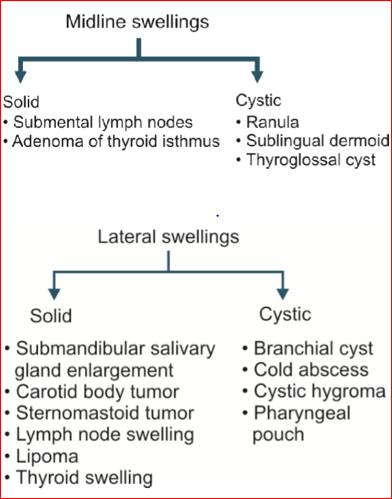 Midline swellings
Solid
• Submental lymph nodes
• Adenoma of thyroid isthmus
Cystic
• Ranula
• Sublingual dermoid
• Thyroglossal cyst
Lateral swellings
Solid
• Submandibular salivary
gland enlargement
• Carotid body tumor
• Sternomastoid tumor
• Lymph node swelling
• Lipoma
• Thyroid swelling
Cystic
• Branchial cyst
• Cold abscess
• Cystic hygroma
• Pharyngeal
pouch